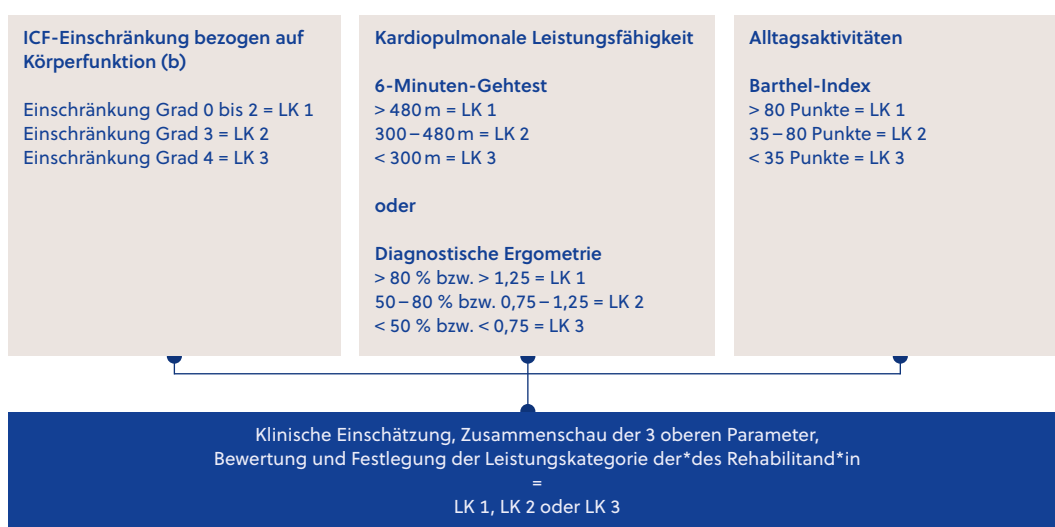 ICF-Einschränkung bezogen auf
Körperfunktion (b)
Einschränkung Grad 0 bis 2 = LK 1
Einschränkung Grad 3 = LK 2
Einschränkung Grad 4 = LK 3
Kardiopulmonale Leistungsfähigkeit
6-Minuten-Gehtest
> 480 m = LK 1
300 – 480 m = LK 2
< 300 m = LK 3
oder
Diagnostische Ergometrie
> 80 % bzw. > 1,25 = LK 1
50 – 80 % bzw. 0,75 – 1,25 = LK 2
< 50 % bzw. < 0,75 = LK 3
Alltagsaktivitäten
Barthel-Index
> 80 Punkte = LK 1
35 – 80 Punkte = LK 2
< 35 Punkte = LK 3
Klinische Einschätzung, Zusammenschau der 3 oberen Parameter,
Bewertung und Festlegung der Leistungskategorie der*des Rehabilitand*in
=
LK 1, LK 2 oder LK 3